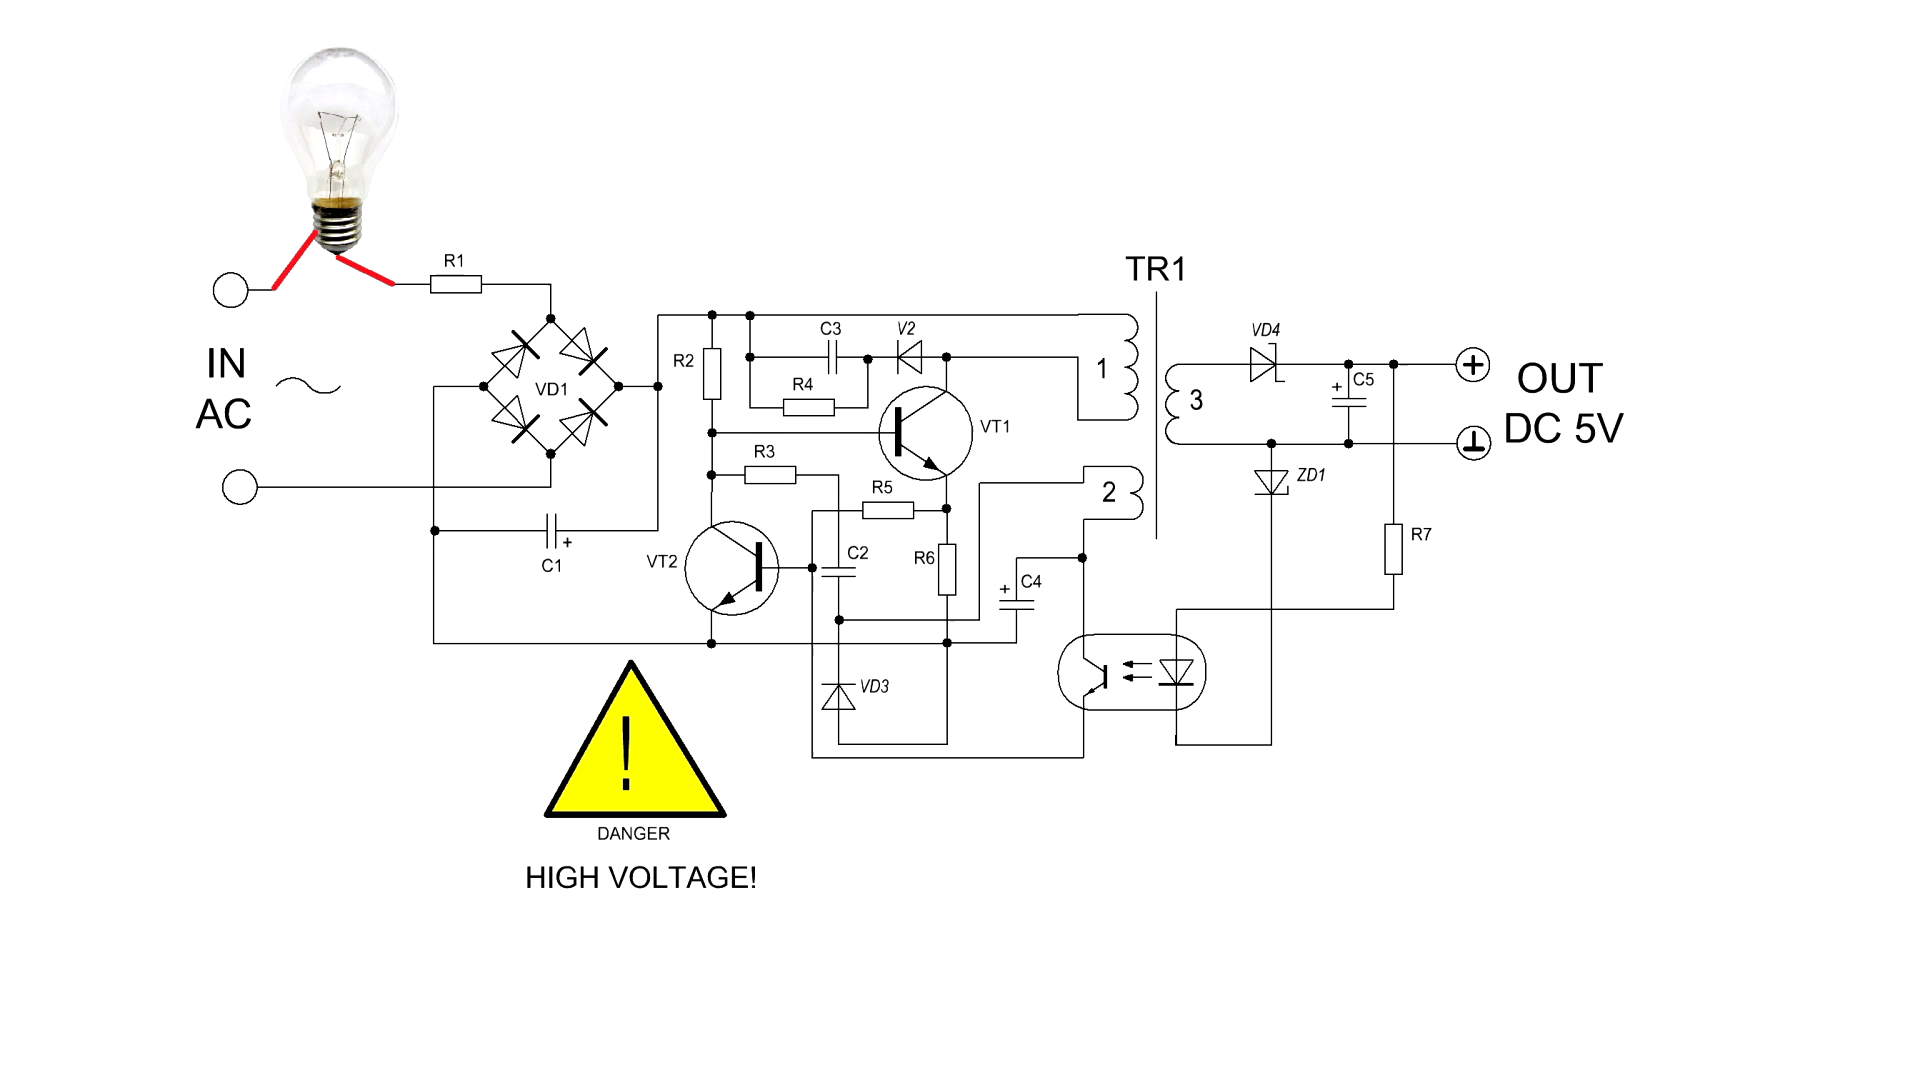 R1
TR1
IN
AC
VD1
R2
C3
V2
R4
VT1
1
2
3
VD4
C5
+
+
⊥
OUT
DC 5V
R3
R5
ZD1
C1
+
VT2
C2
R6
C4
+
R7
VD3
!
DANGER
HIGH VOLTAGE!